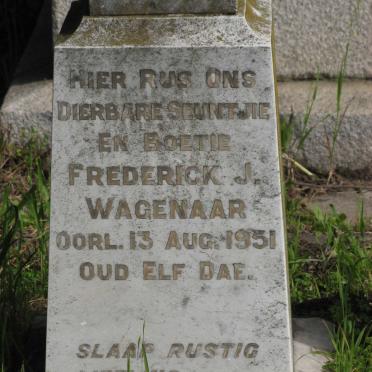 HIER RUS ONS
DIERBARE SEUNTJIE
EN BOETIE
FREDERICK J.
WAGENAAR
OORL. 13 AUG. 1951
OUD ELF DAE.
SLAAP RUSTIG